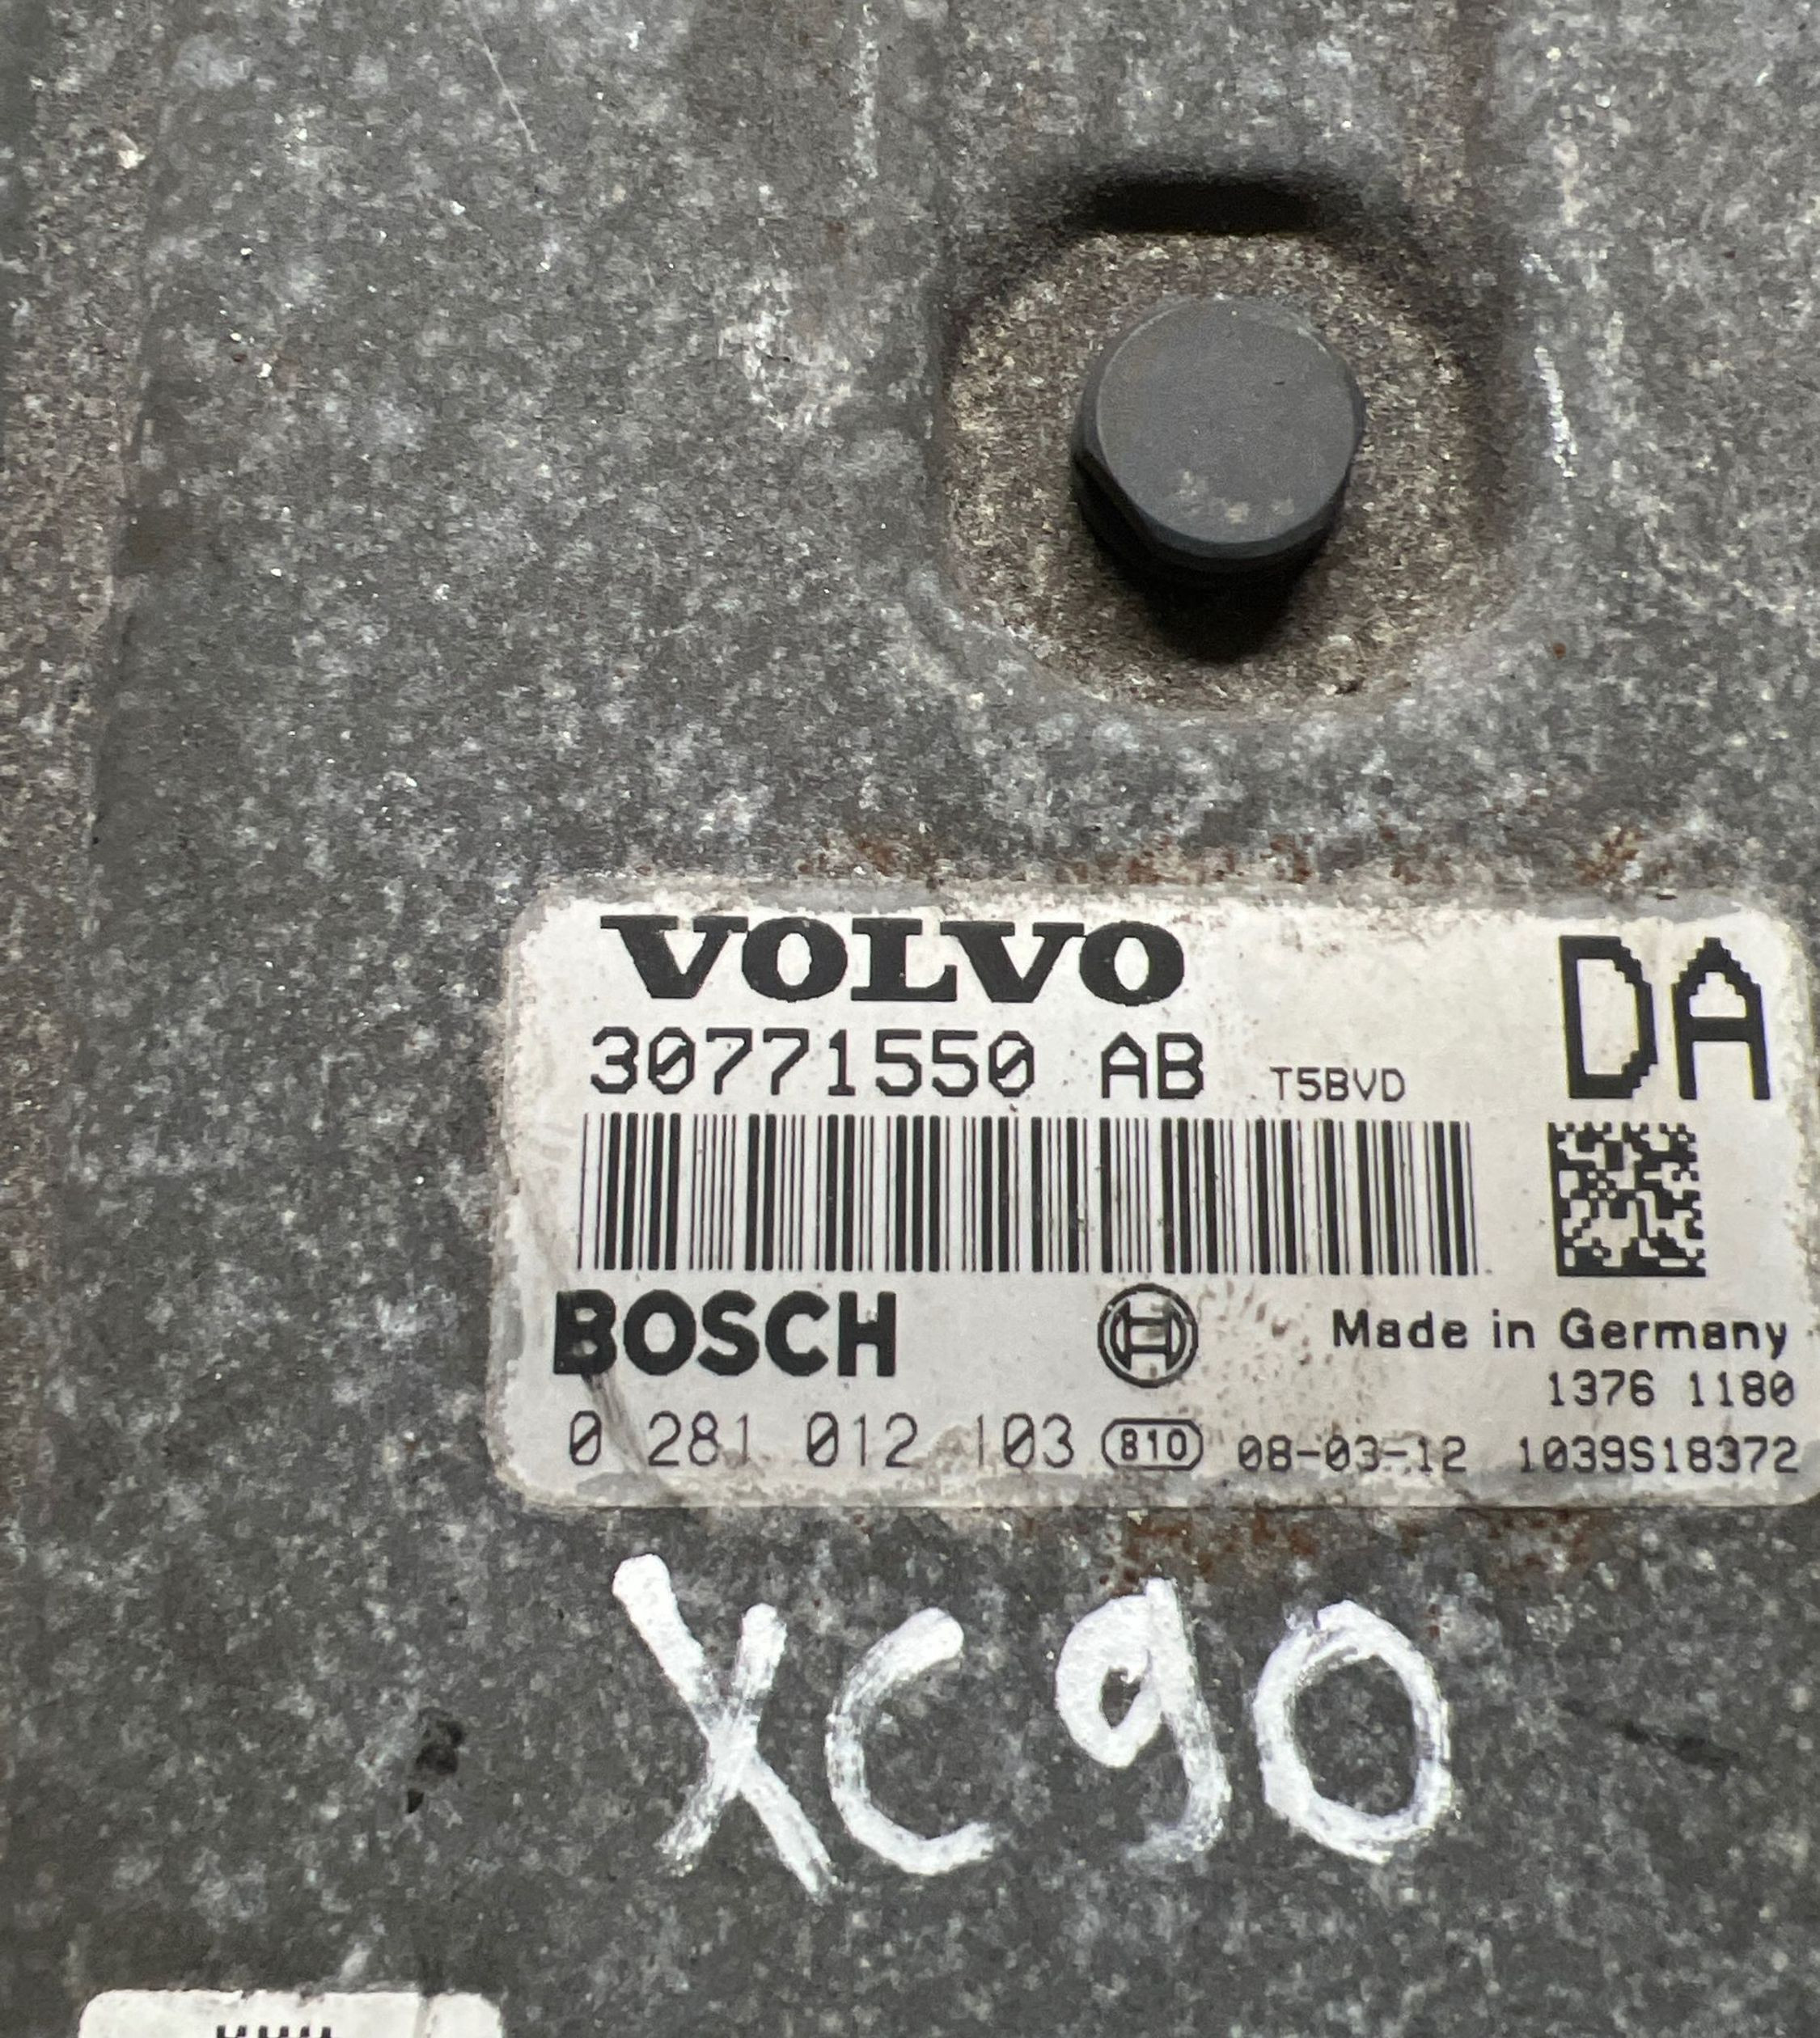 VOLVO
DA
30771550 AB T5BVD
BOSCH
Made in Germany
1376 1180
0 281 012 103 810 08-03-12 1039S18372
XC90